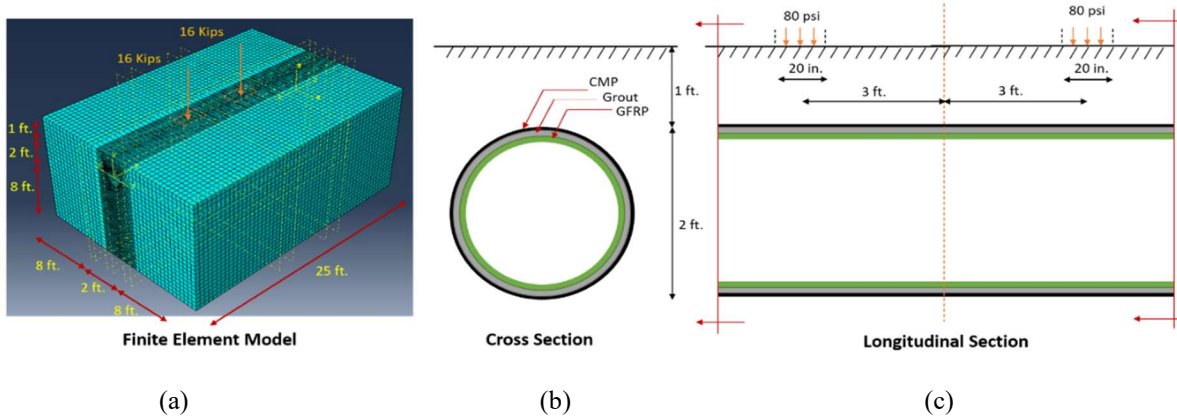 16 Kips
16 Kips
1 ft.
2 ft.
8 ft.
8 ft.
2 ft.
8 ft.
25 ft.
Finite Element Model
(a)
CMP
Grout
GFRP
1 ft.
2 ft.
Cross Section
(b)
80 psi
80 psi
20 in.
20 in.
3 ft.
3 ft.
Longitudinal Section
(c)